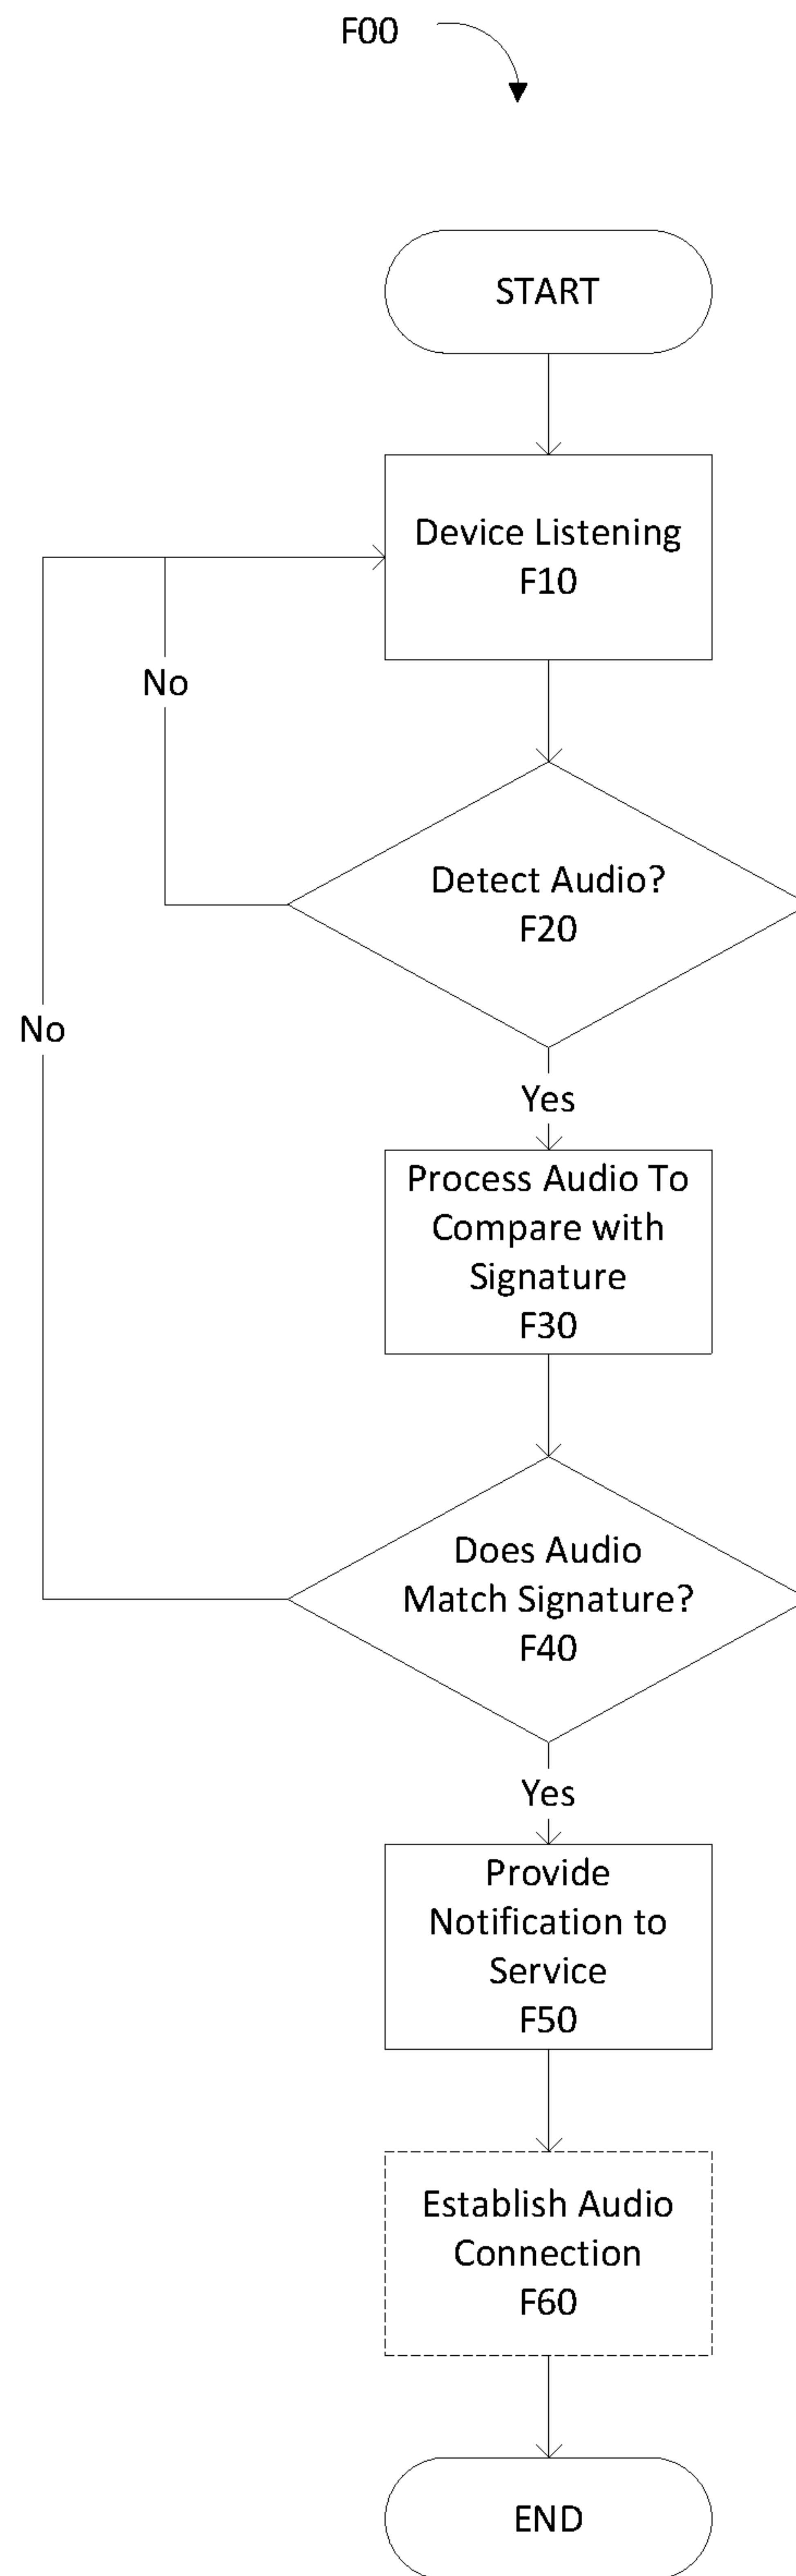 F00
START
Device Listening
F10
No
Detect Audio?
F20
No
Yes
Process Audio To
Compare with
Signature
F30
Does Audio
Match Signature?
F40
Yes
Provide
Notification to
Service
F50
Establish Audio
Connection
F60
END